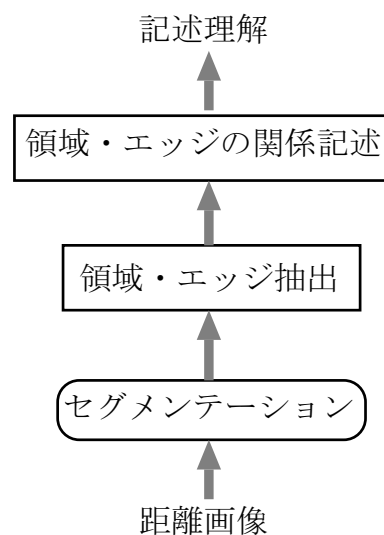 記述理解
領域・エッジの関係記述
領域・エッジ抽出
セグメンテーション
距離画像